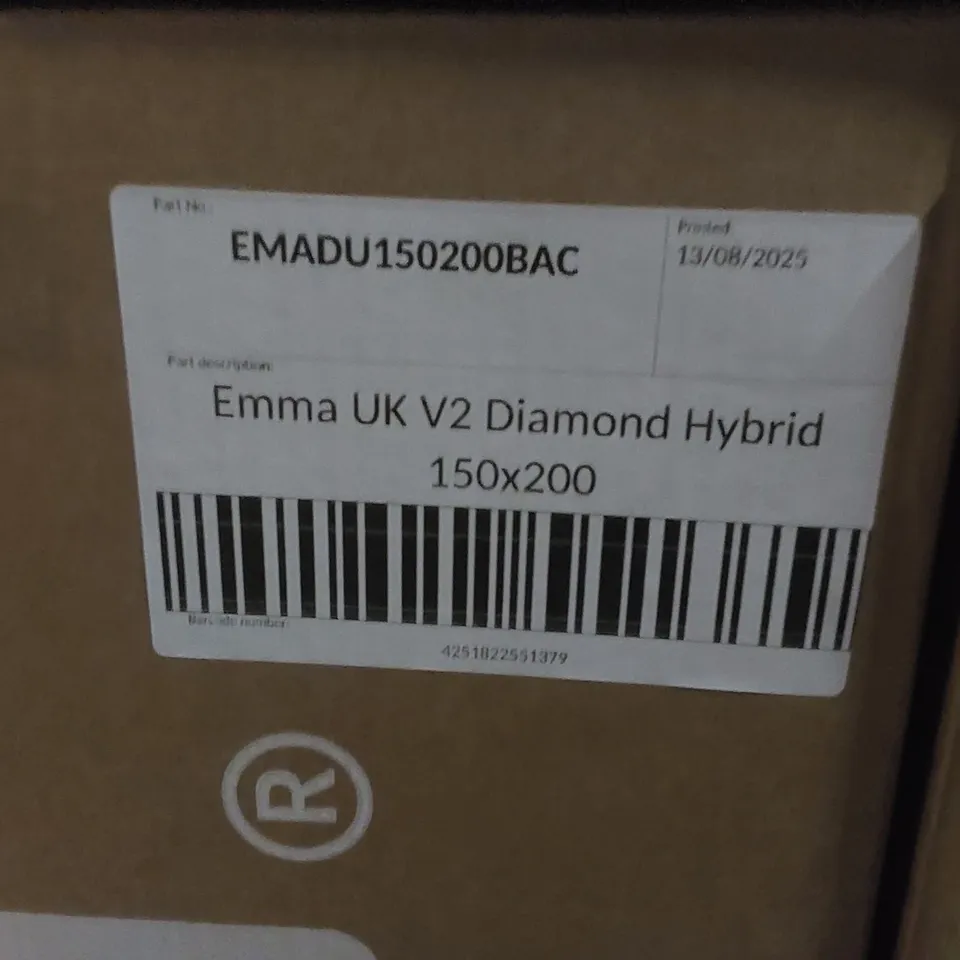 Part No.:
EMADU150200BAC
Printed
13/08/2025
Part description:
Emma UK V2 Diamond Hybrid
150x200
Barcode number:
4251822551379
®